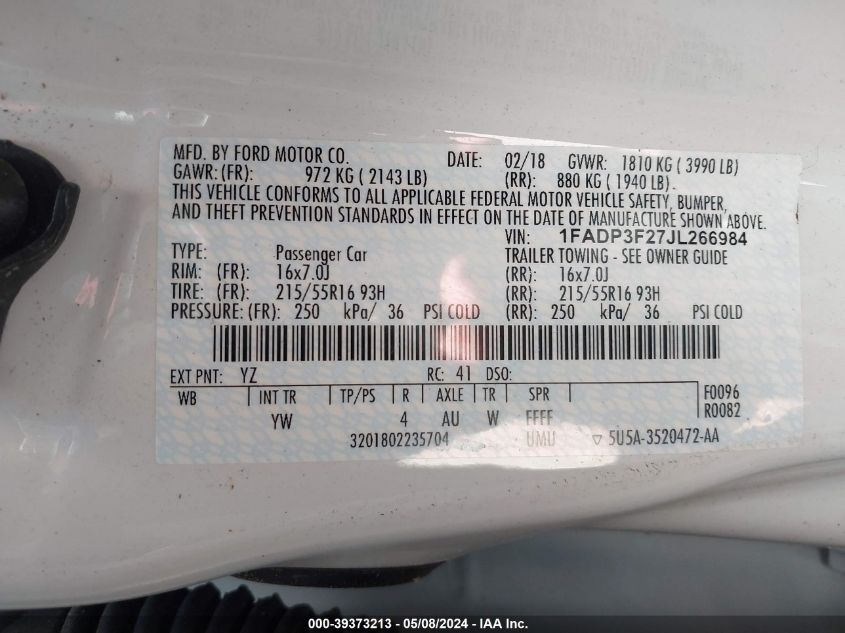 MFD. BY FORD MOTOR CO. DATE: 02/18 GVWR: 1810 KG ( 3990 LB)
GAWR: (FR): 972 KG ( 2143 LB) (RR): 880 KG ( 1940 LB).
THIS VEHICLE CONFORMS TO ALL APPLICABLE FEDERAL MOTOR VEHICLE SAFETY, BUMPER,
AND THEFT PREVENTION STANDARDS IN EFFECT ON THE DATE OF MANUFACTURE SHOWN ABOVE.
VIN: 1FADP3F27JL266984
TYPE: Passenger Car TRAILER TOWING - SEE OWNER GUIDE
RIM: (FR): 16x7.0J (RR): 16x7.0J
TIRE: (FR): 215/55R16 93H (RR): 215/55R16 93H
PRESSURE: (FR): 250 kPa/ 36 PSI COLD (RR): 250 kPa/ 36 PSI COLD
EXT PNT: YZ RC: 41 DSO:
WB INT TR TP/PS R AXLE TR SPR F0096
YW 4 AU W FFFF R0082
3201802235704 UMU ▽ 5U5A-3520472-AA
000-39373213 - 05/08/2024 - IAA Inc.